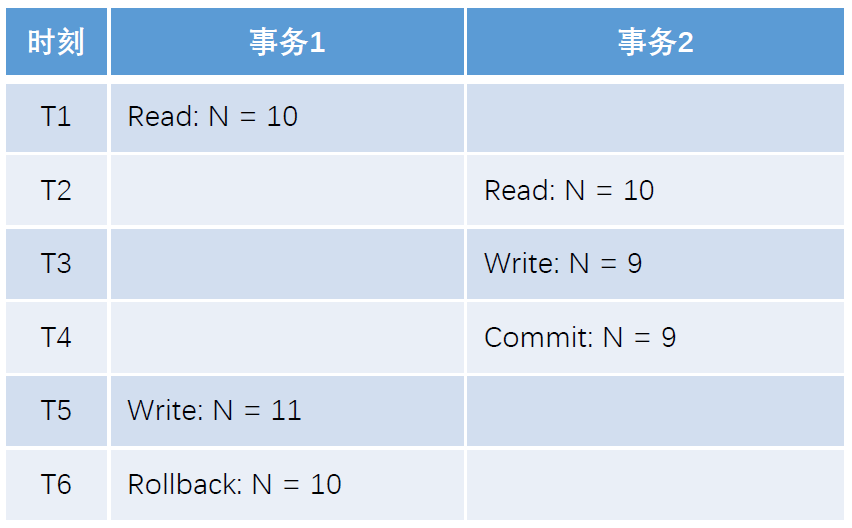 时刻 事务1 事务2
T1 Read: N = 10
T2 Read: N = 10
T3 Write: N = 9
T4 Commit: N = 9
T5 Write: N = 11
T6 Rollback: N = 10